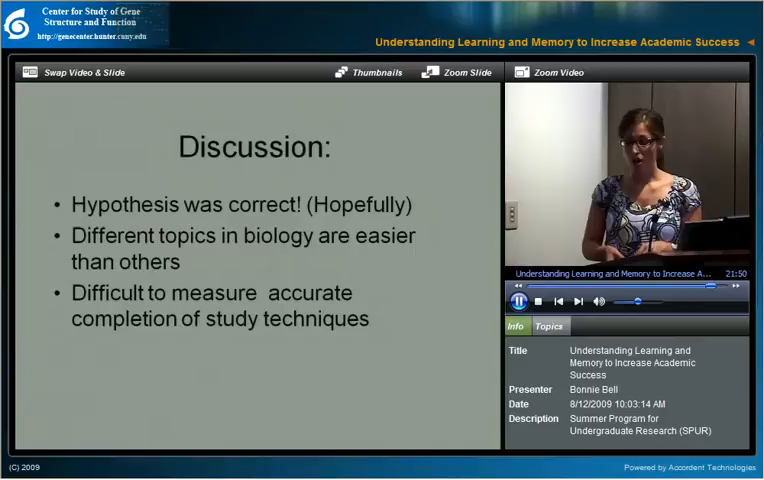 Center for Study of Gene
Structure and Function
http://genecenter.hunter.cuny.edu
Understanding Learning and Memory to Increase Academic Success
Swap Video & Slide
Thumbnails
Zoom Slide
Zoom Video
Discussion:
• Hypothesis was correct! (Hopefully)
• Different topics in biology are easier
than others
• Difficult to measure accurate
completion of study techniques
Understanding Learning and Memory to Increase A... 21:50
Info Topics
Title Understanding Learning and
Memory to Increase Academic
Success
Presenter Bonnie Bell
Date 8/12/2009 10:03:14 AM
Description Summer Program for
Undergraduate Research (SPUR)
(C) 2009
Powered by Accordent Technologies